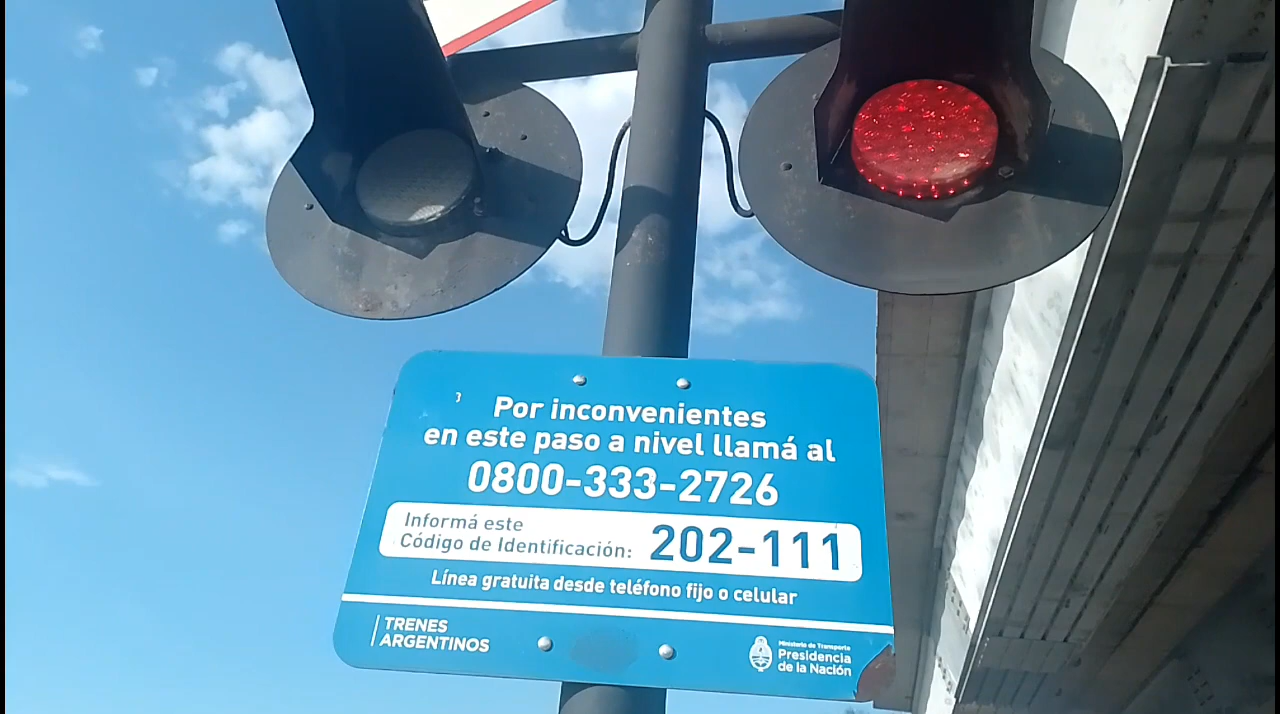 Por inconvenientes
en este paso a nivel llamá al
0800-333-2726
Informá este
Código de Identificación:
202-111
Línea gratuita desde teléfono fijo o celular
TRENES
ARGENTINOS
Ministerio de Transporte
Presidencia
de la Nación